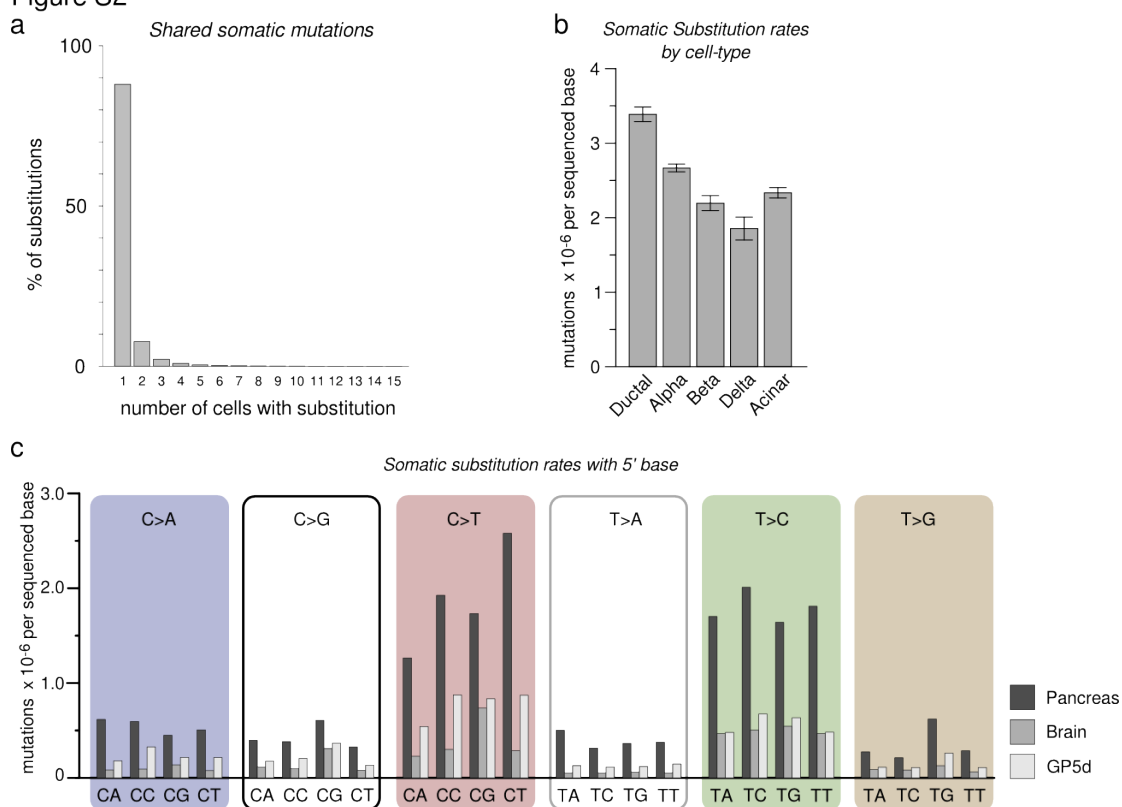 Figure S2
a
Shared somatic mutations
100
50
0
% of substitutions
1 2 3 4 5 6 7 8 9 10 11 12 13 14 15
number of cells with substitution
b
Somatic Substitution rates
by cell-type
4
3
2
1
0
mutations x 10-6 per sequenced base
Ductal Alpha Beta Delta Acinar
c
Somatic substitution rates with 5' base
3.0
2.0
1.0
0
mutations x 10-6 per sequenced base
C>A C>G C>T T>A T>C T>G
CA CC CG CT CA CC CG CT CA CC CG CT TA TC TG TT TA TC TG TT TA TC TG TT
Pancreas
Brain
GP5d